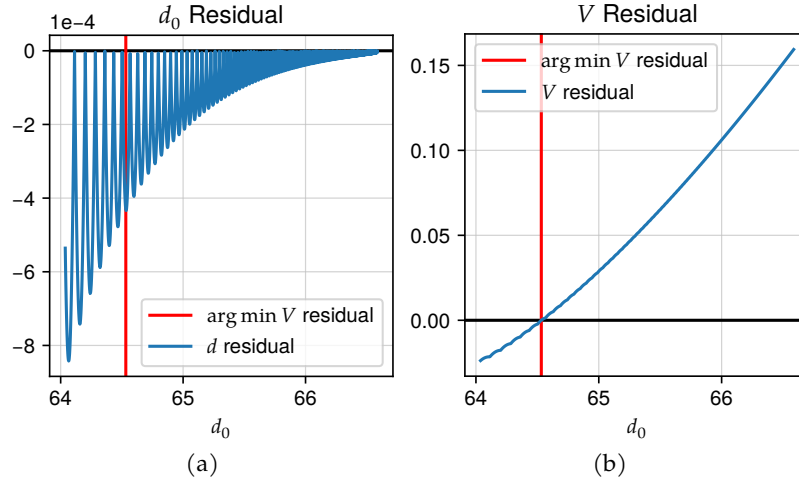 d₀ Residual
1e−4
0
−2
−4
−6
−8
arg min V residual
d residual
64
65
66
d₀
(a)
V Residual
arg min V residual
V residual
0.15
0.10
0.05
0.00
64
65
66
d₀
(b)